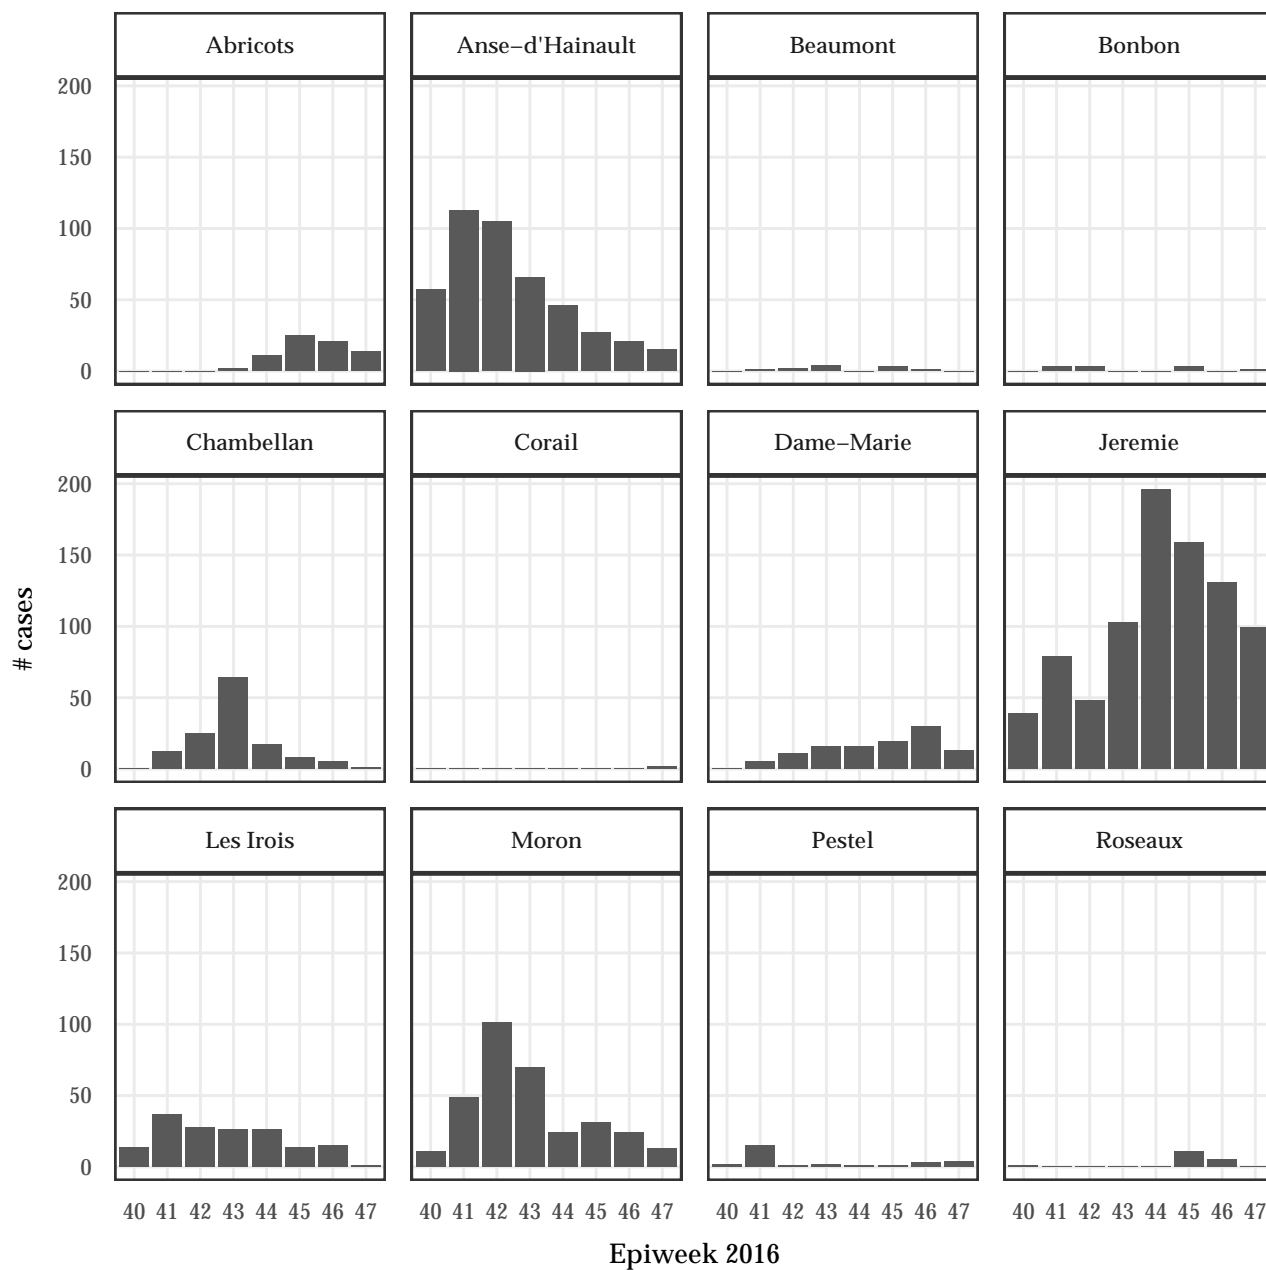 Abricots Anse−d'Hainault Beaumont Bonbon
200
150
100
50
0
Chambellan Corail Dame−Marie Jeremie
200
150
100
50
0
# cases
Les Irois Moron Pestel Roseaux
200
150
100
50
0
40 41 42 43 44 45 46 47 40 41 42 43 44 45 46 47 40 41 42 43 44 45 46 47 40 41 42 43 44 45 46 47
Epiweek 2016